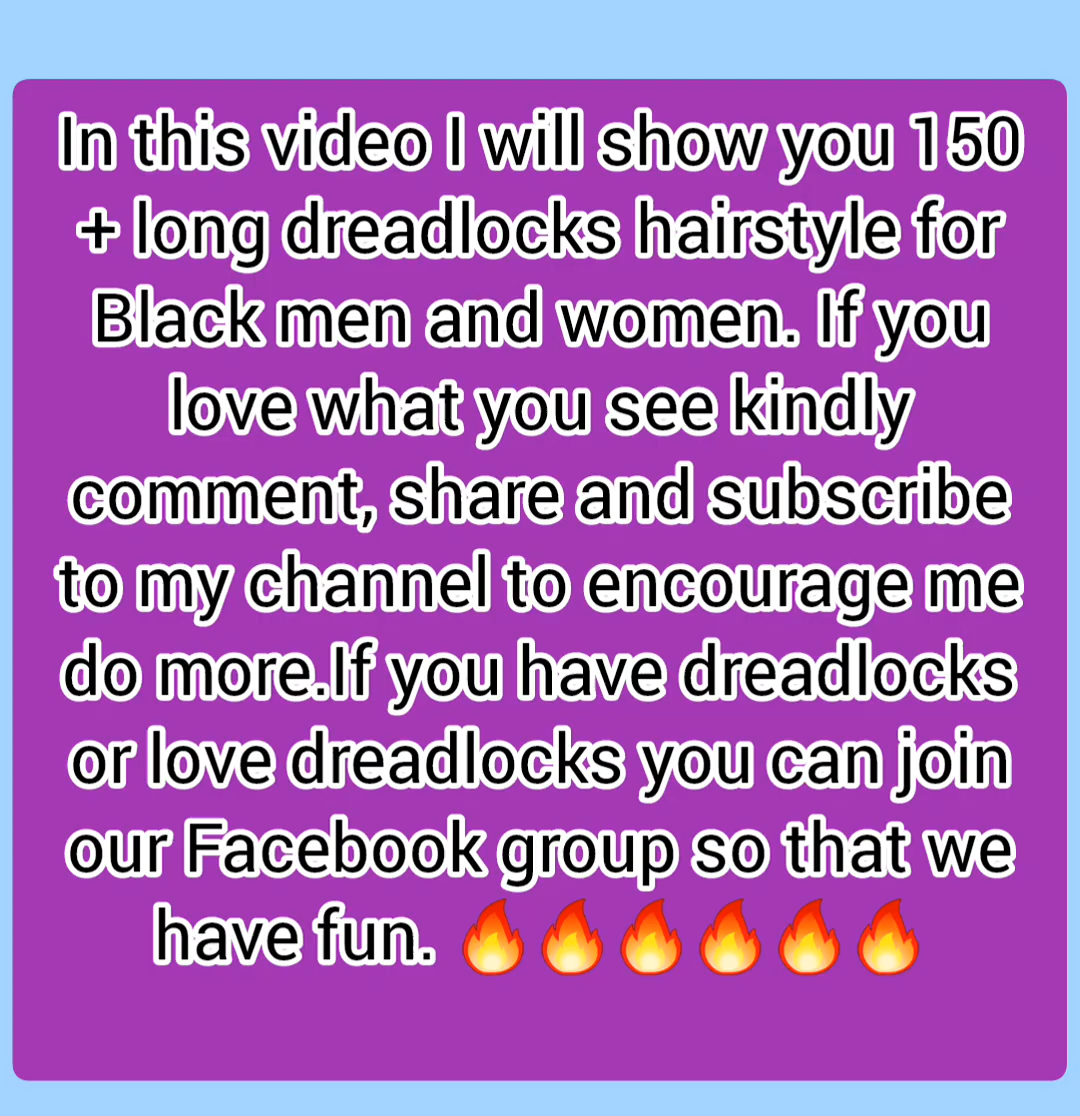 In this video I will show you 150
+ long dreadlocks hairstyle for
Black men and women. If you
love what you see kindly
comment, share and subscribe
to my channel to encourage me
do more.If you have dreadlocks
or love dreadlocks you can join
our Facebook group so that we
have fun. 🔥🔥🔥🔥🔥🔥